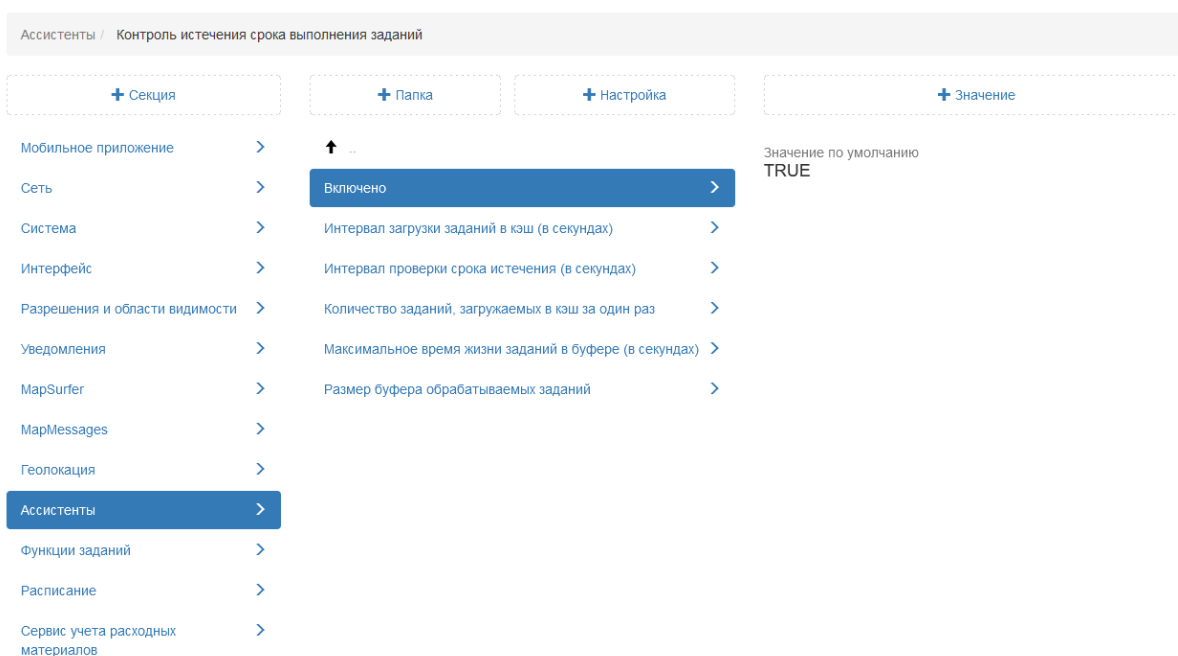 Ассистенты / Контроль истечения срока выполнения заданий
+ Секция
+ Папка
+ Настройка
+ Значение
Мобильное приложение
Сеть
Система
Интерфейс
Разрешения и области видимости
Уведомления
MapSurfer
MapMessages
Геолокация
Ассистенты
Функции заданий
Расписание
Сервис учета расходных
материалов
..
Включено
Интервал загрузки заданий в кэш (в секундах)
Интервал проверки срока истечения (в секундах)
Количество заданий, загружаемых в кэш за один раз
Максимальное время жизни заданий в буфере (в секундах)
Размер буфера обрабатываемых заданий
Значение по умолчанию
TRUE